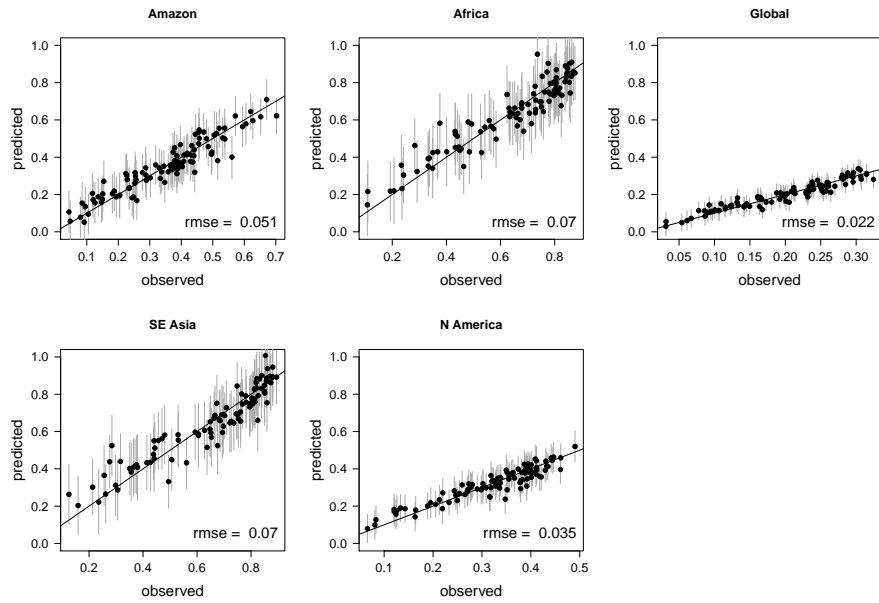 Amazon
1.0
0.8
0.6
0.4
0.2
0.0
predicted
rmse = 0.051
0.1 0.2 0.3 0.4 0.5 0.6 0.7
observed
Africa
1.0
0.8
0.6
0.4
0.2
0.0
predicted
rmse = 0.07
0.2 0.4 0.6 0.8
observed
Global
1.0
0.8
0.6
0.4
0.2
0.0
predicted
rmse = 0.022
0.05 0.10 0.15 0.20 0.25 0.30
observed
SE Asia
1.0
0.8
0.6
0.4
0.2
0.0
predicted
rmse = 0.07
0.2 0.4 0.6 0.8
observed
N America
1.0
0.8
0.6
0.4
0.2
0.0
predicted
rmse = 0.035
0.1 0.2 0.3 0.4 0.5
observed